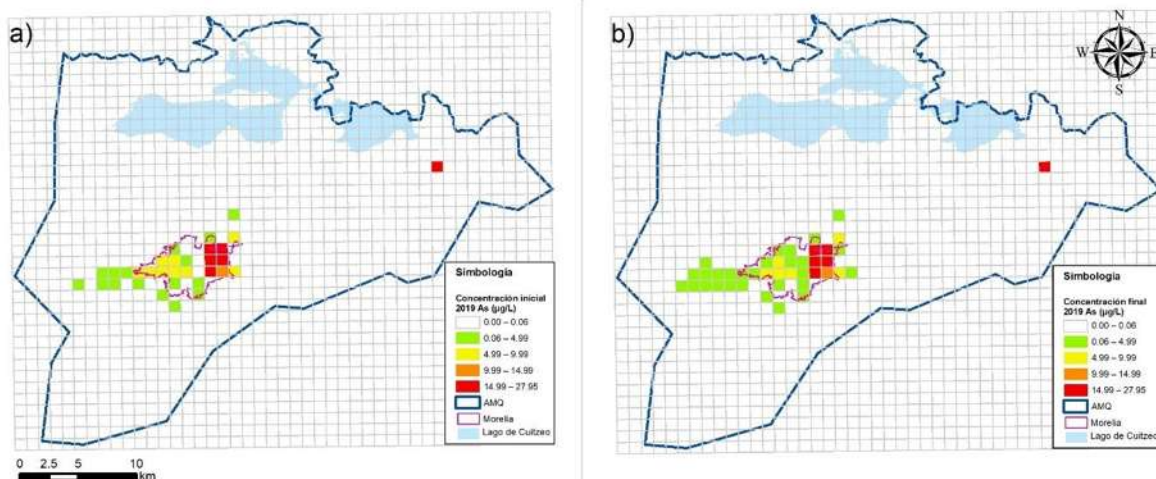 a)
Simbología
Concentración inicial
2019 As (µg/L)
0.00 – 0.06
0.06 – 4.99
4.99 – 9.99
9.99 – 14.99
14.99 – 27.95
AMQ
Morelia
Lago de Cuitzeo
0 2.5 5 10
km
b)
N
W E
S
Simbología
Concentración final
2019 As (µg/L)
0.00 – 0.06
0.06 – 4.99
4.99 – 9.99
9.99 – 14.99
14.99 – 27.95
AMQ
Morelia
Lago de Cuitzeo